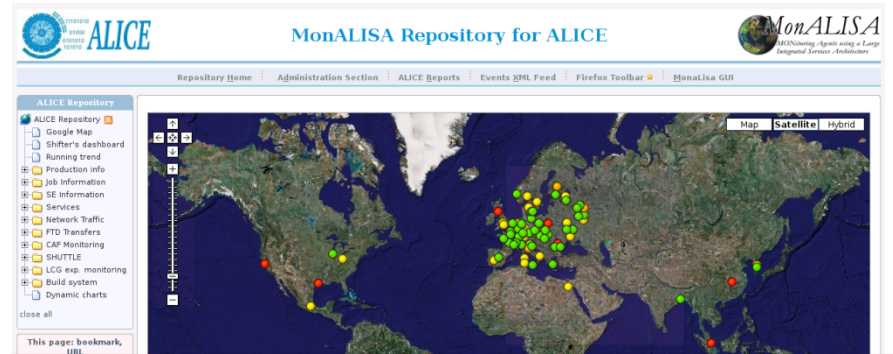 ALICE
MonALISA Repository for ALICE
MonALISA
MONitoring Agents using a Large
Integrated Services Architecture
Repository Home
Administration Section
ALICE Reports
Events XML Feed
Firefox Toolbar
MonaLisa GUI
ALICE Repository
ALICE Repository
Google Map
Shifter's dashboard
Running trend
Production info
Job Information
SE Information
Services
Network Traffic
FTD Transfers
CAF Monitoring
SHUTTLE
LCG exp. monitoring
Build system
Dynamic charts
close all
This page: bookmark,
URL
Map
Satellite
Hybrid